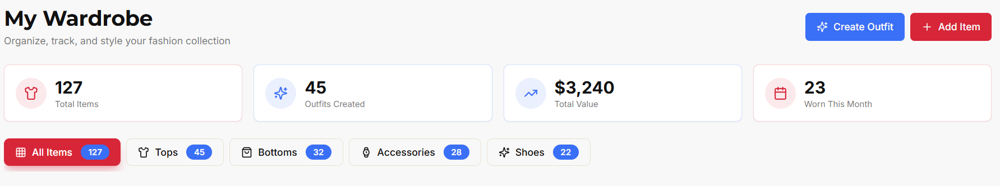 My Wardrobe
Organize, track, and style your fashion collection
Create Outfit
Add Item
127
Total Items
45
Outfits Created
$3,240
Total Value
23
Worn This Month
All Items 127
Tops 45
Bottoms 32
Accessories 28
Shoes 22